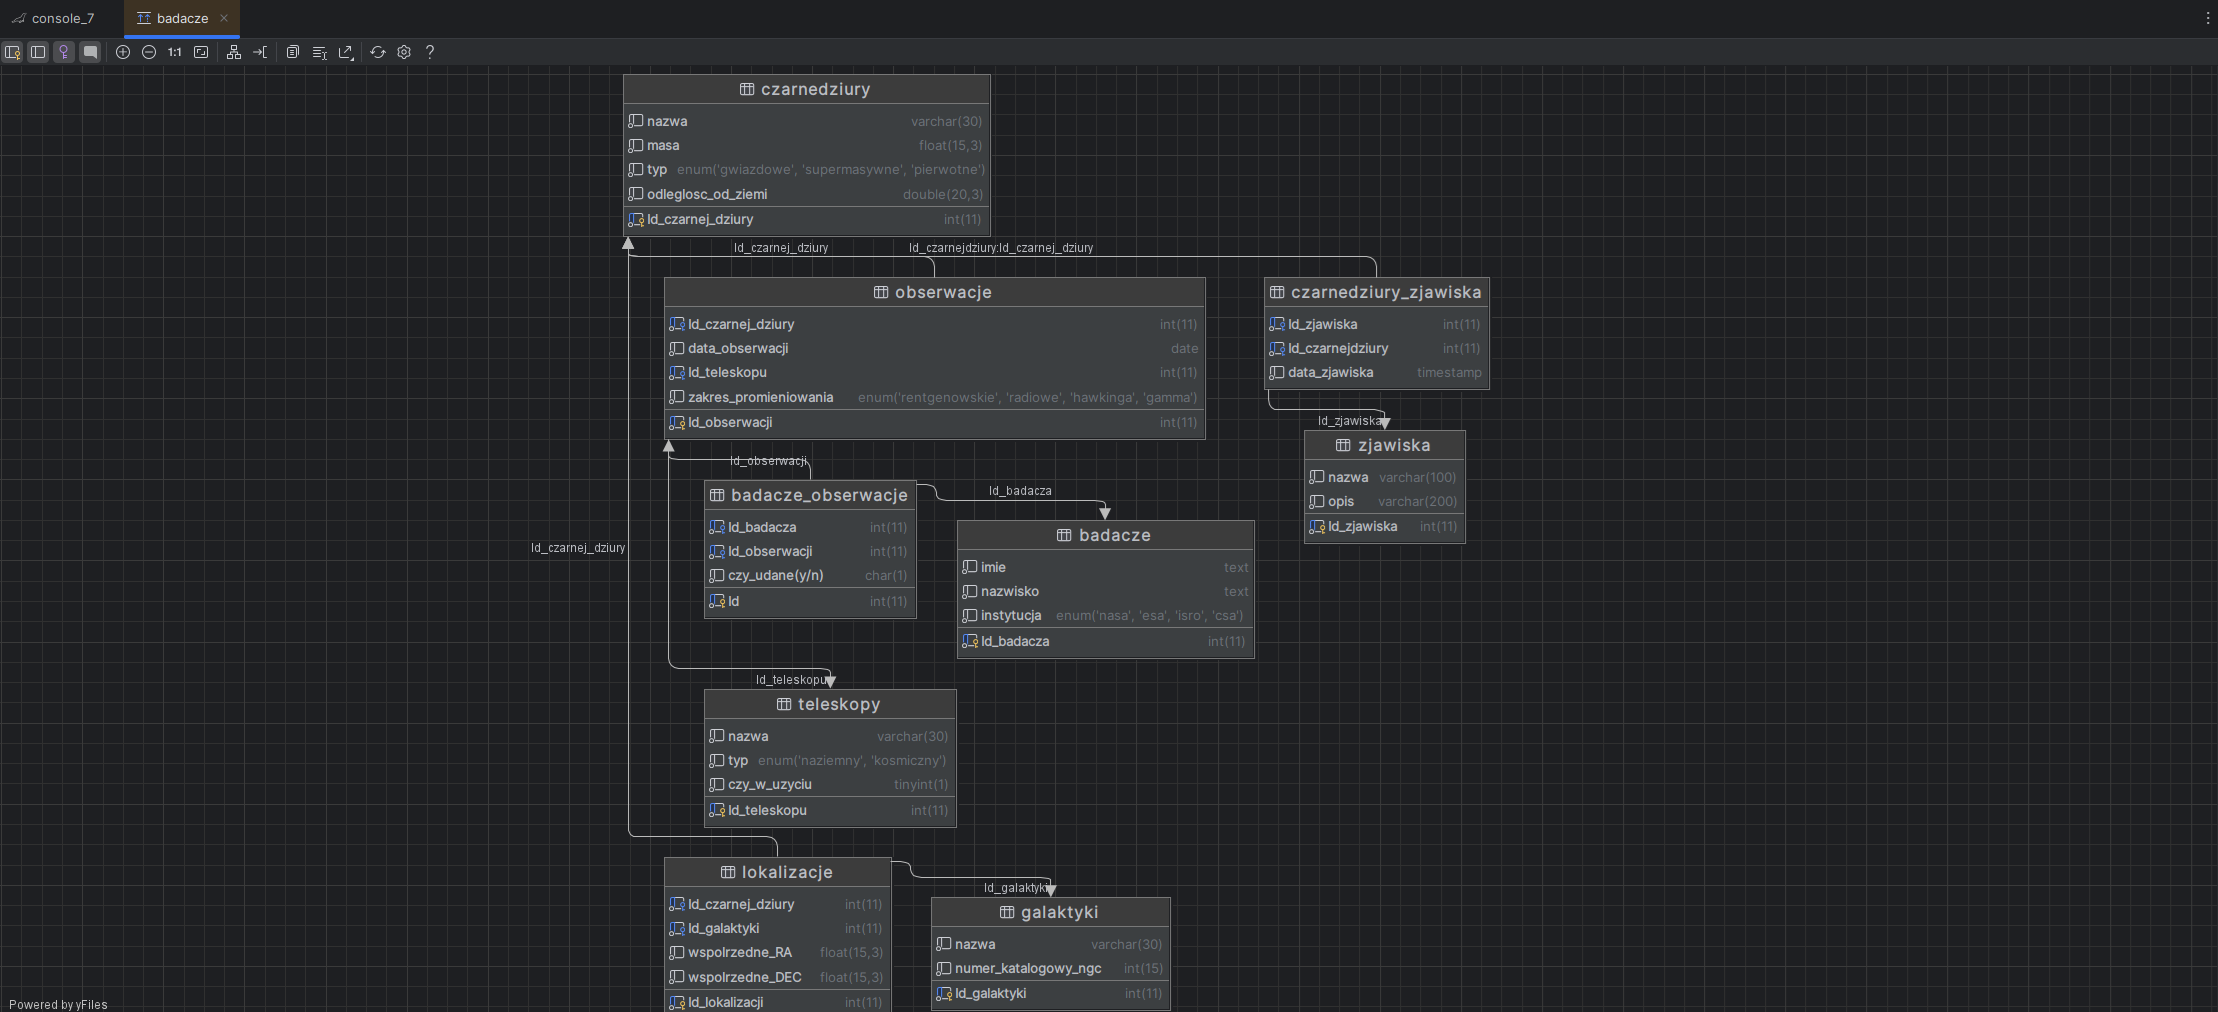 console_7
badacze
1:1
?
czarnedziury
nazwa varchar(30)
masa float(15,3)
typ enum('gwiazdowe', 'supermasywne', 'pierwotne')
odleglosc_od_ziemi double(20,3)
Id_czarnej_dziury int(11)
Id_czarnej_dziury
Id_czarnejdziury:Id_czarnej_dziury
obserwacje
Id_czarnej_dziury int(11)
data_obserwacji date
Id_teleskopu int(11)
zakres_promieniowania enum('rentgenowskie', 'radiowe', 'hawkinga', 'gamma')
Id_obserwacji int(11)
czarnedziury_zjawiska
Id_zjawiska int(11)
Id_czarnejdziury int(11)
data_zjawiska timestamp
Id_zjawiska
zjawiska
nazwa varchar(100)
opis varchar(200)
Id_zjawiska int(11)
Id_obserwacji
badacze_obserwacje
Id_badacza int(11)
Id_obserwacji int(11)
czy_udane(y/n) char(1)
Id int(11)
Id_badacza
badacze
imie text
nazwisko text
instytucja enum('nasa', 'esa', 'isro', 'csa')
Id_badacza int(11)
Id_czarnej_dziury
Id_teleskopu
teleskopy
nazwa varchar(30)
typ enum('naziemny', 'kosmiczny')
czy_w_uzyciu tinyint(1)
Id_teleskopu int(11)
lokalizacje
Id_czarnej_dziury int(11)
Id_galaktyki int(11)
wspolrzedne_RA float(15,3)
wspolrzedne_DEC float(15,3)
Id_lokalizacji int(11)
Id_galaktyki
galaktyki
nazwa varchar(30)
numer_katalogowy_ngc int(15)
Id_galaktyki int(11)
Powered by yFiles